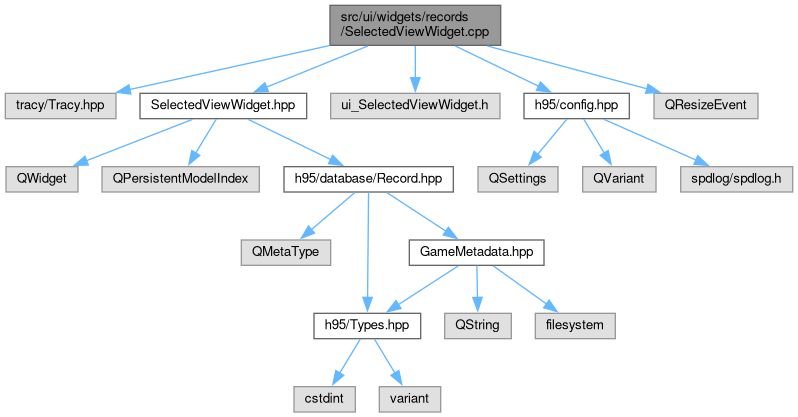 src/ui/widgets/records
/SelectedViewWidget.cpp
tracy/Tracy.hpp
SelectedViewWidget.hpp
ui_SelectedViewWidget.h
h95/config.hpp
QResizeEvent
QWidget
QPersistentModelIndex
h95/database/Record.hpp
QSettings
QVariant
spdlog/spdlog.h
QMetaType
GameMetadata.hpp
h95/Types.hpp
QString
filesystem
cstdint
variant